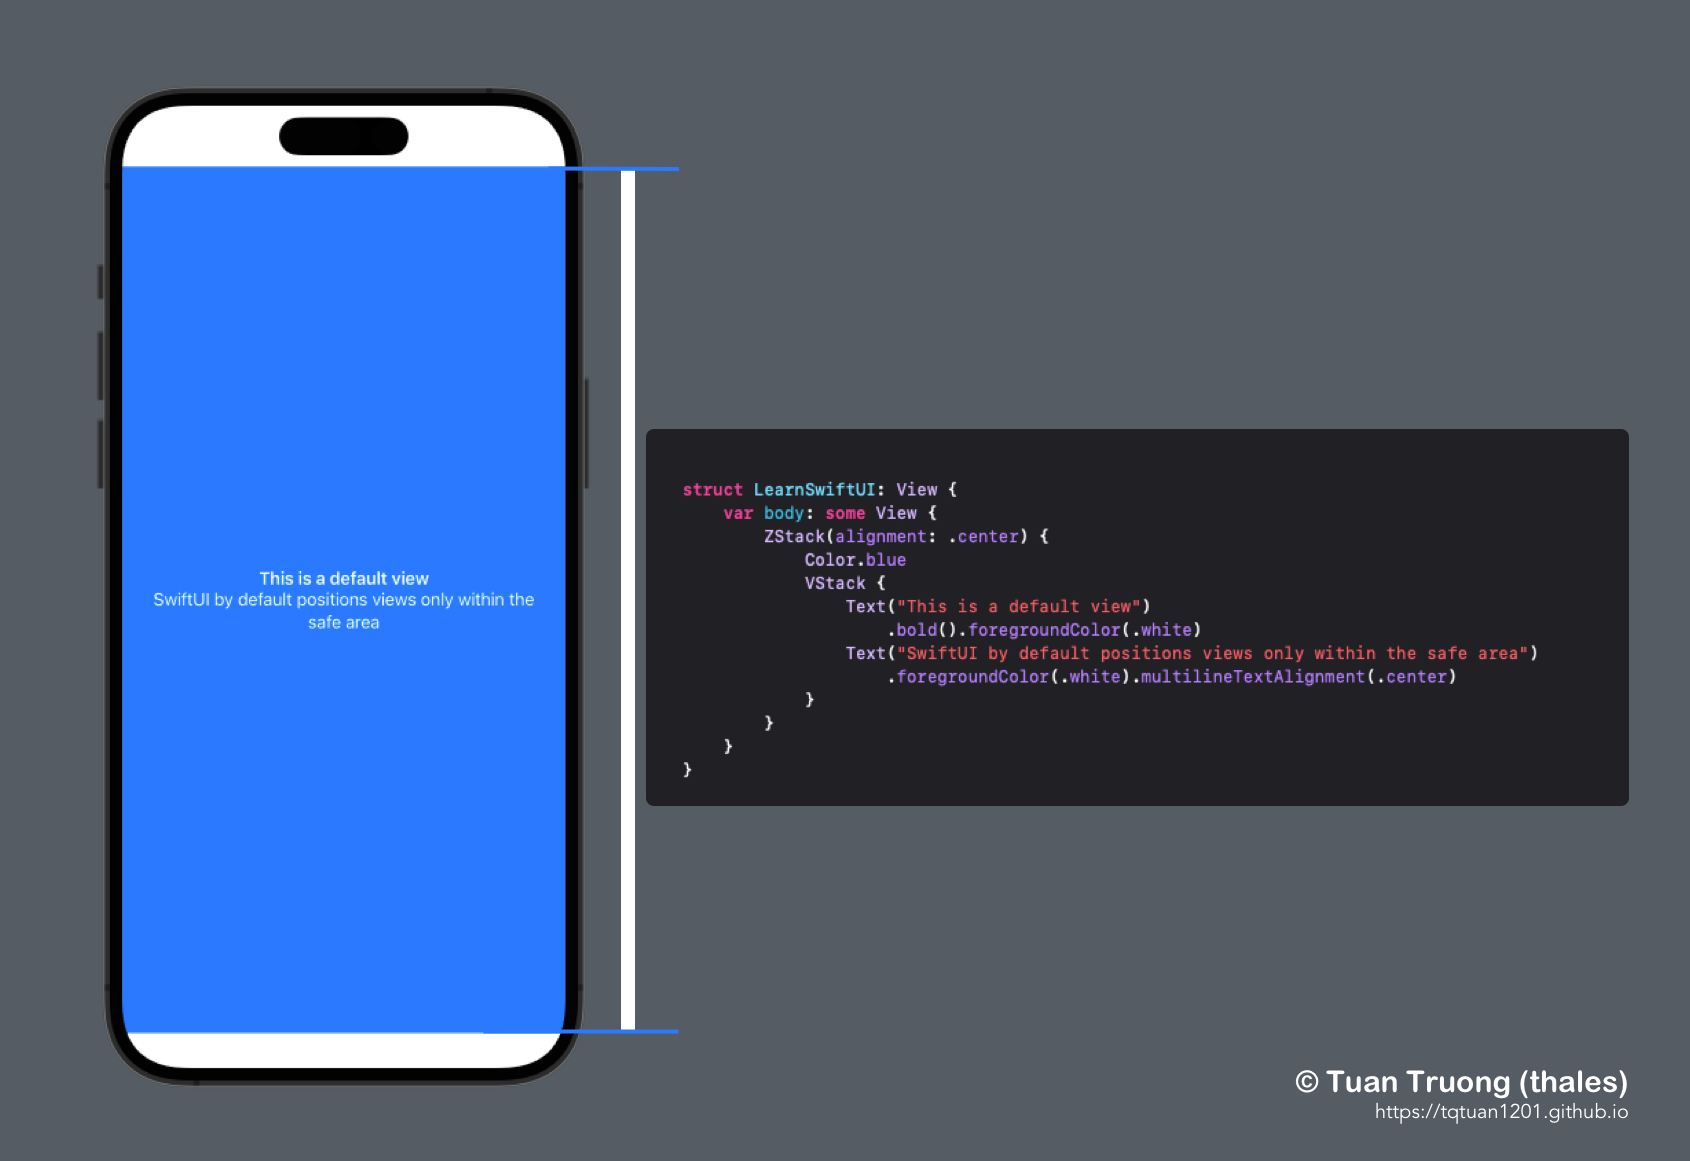 This is a default view
SwiftUI by default positions views only within the
safe area
struct LearnSwiftUI: View {
    var body: some View {
        ZStack(alignment: .center) {
            Color.blue
            VStack {
                Text("This is a default view")
                    .bold().foregroundColor(.white)
                Text("SwiftUI by default positions views only within the safe area")
                    .foregroundColor(.white).multilineTextAlignment(.center)
            }
        }
    }
}
© Tuan Truong (thales)
https://tqtuan1201.github.io